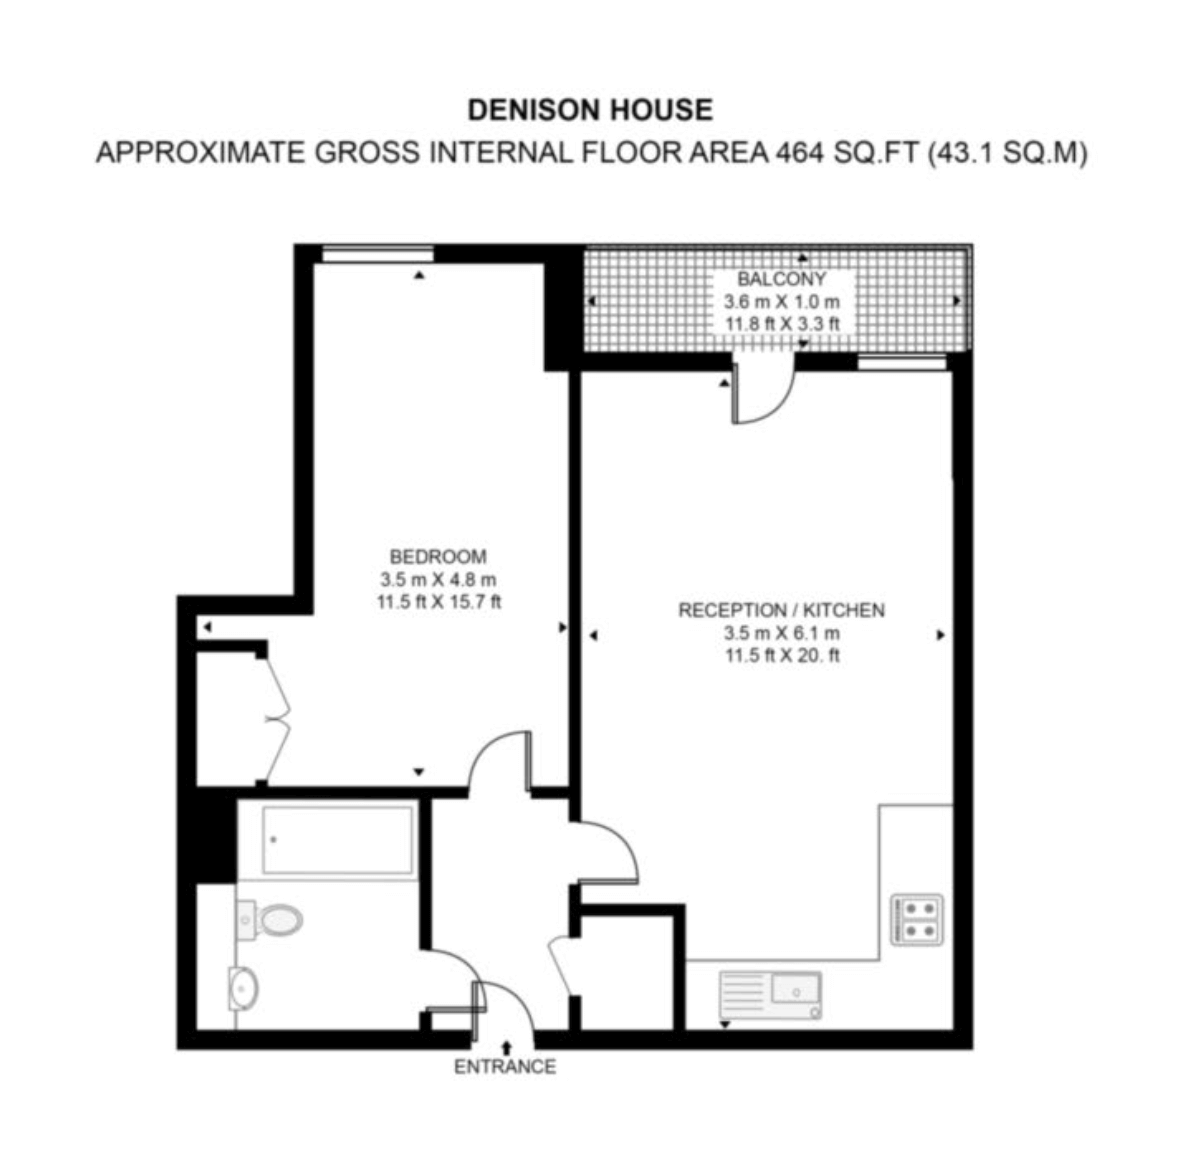 DENISON HOUSE
APPROXIMATE GROSS INTERNAL FLOOR AREA 464 SQ.FT (43.1 SQ.M)
BALCONY
3.6 m X 1.0 m
11.8 ft X 3.3 ft
BEDROOM
3.5 m X 4.8 m
11.5 ft X 15.7 ft
RECEPTION / KITCHEN
3.5 m X 6.1 m
11.5 ft X 20. ft
ENTRANCE